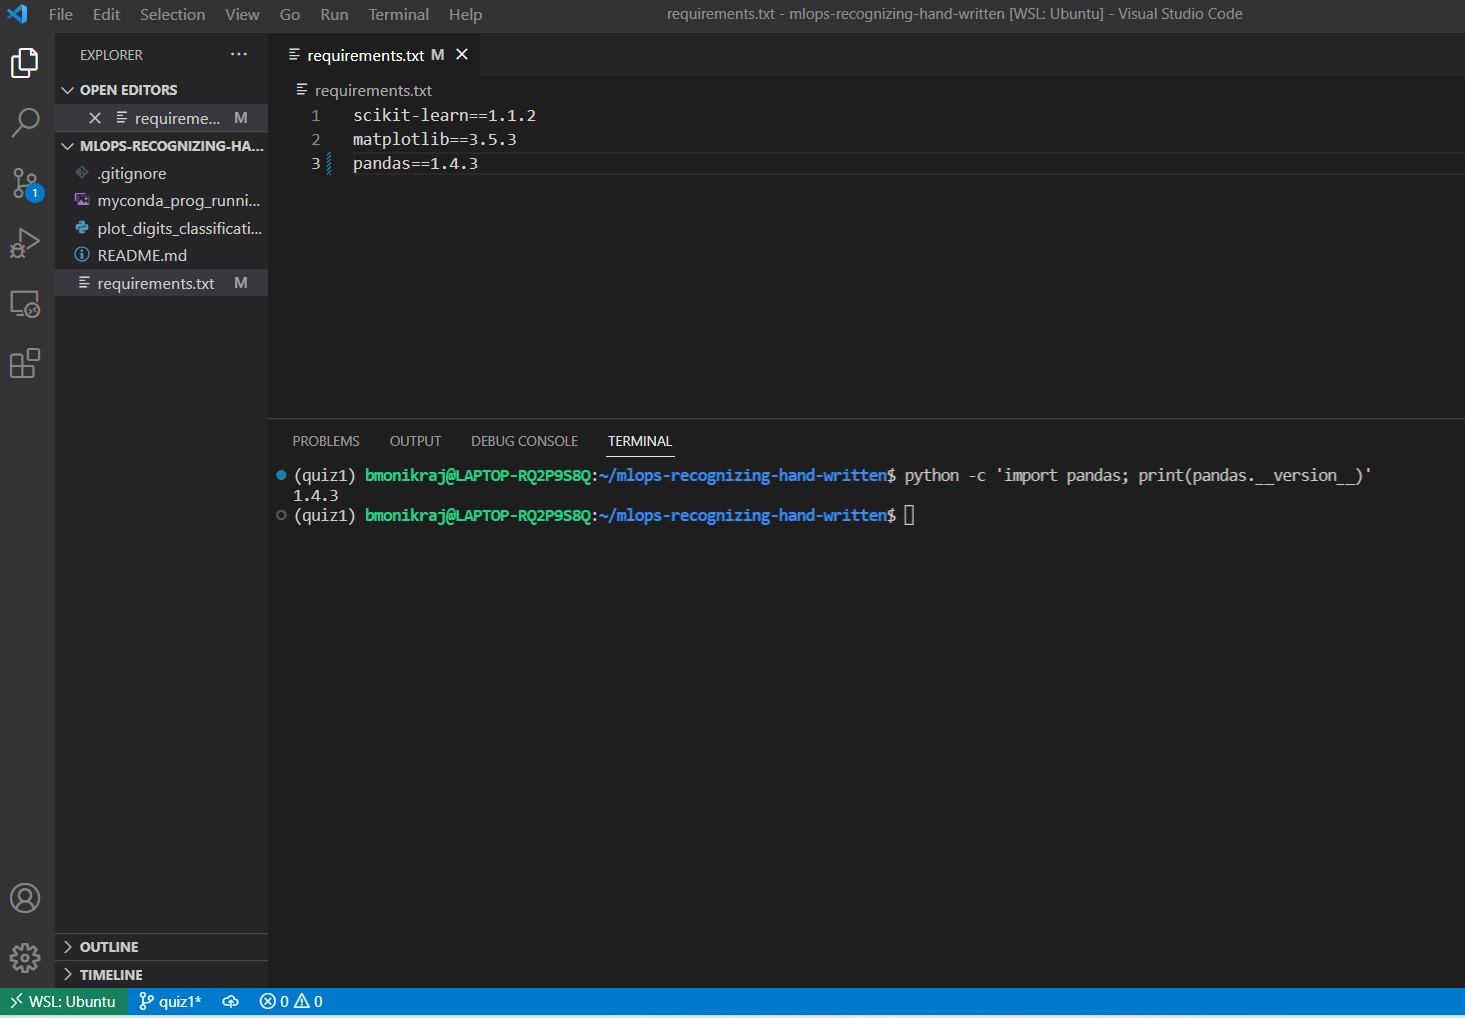 File Edit Selection View Go Run Terminal Help
requirements.txt - mlops-recognizing-hand-written [WSL: Ubuntu] - Visual Studio Code
EXPLORER ...
OPEN EDITORS
requireme... M
MLOPS-RECOGNIZING-HA...
.gitignore
myconda_prog_runni...
plot_digits_classificati...
README.md
requirements.txt M
OUTLINE
TIMELINE
1
requirements.txt M
requirements.txt
1 scikit-learn==1.1.2
2 matplotlib==3.5.3
3 pandas==1.4.3
PROBLEMS OUTPUT DEBUG CONSOLE TERMINAL
(quiz1) bmonikraj@LAPTOP-RQ2P9S8Q:~/mlops-recognizing-hand-written$ python -c 'import pandas; print(pandas.__version__)'
1.4.3
(quiz1) bmonikraj@LAPTOP-RQ2P9S8Q:~/mlops-recognizing-hand-written$
WSL: Ubuntu quiz1* 0 0